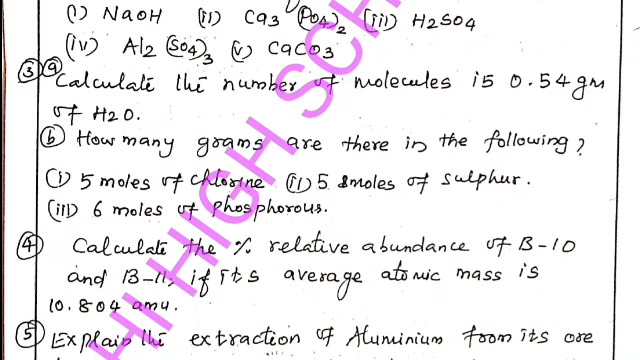 (i) NaOH (ii) Ca3 (PO4)2 (iii) H2SO4
(iv) Al2 (SO4)3 (v) CaCO3
③ ⓐ
Calculate the number of molecules is 0.54 gm
of H2O.
ⓑ How many grams are there in the following?
(i) 5 moles of chlorine (ii) 5 moles of sulphur.
(iii) 6 moles of Phosphorous.
④ Calculate the % relative abundance of B-10
and B-11, if its average atomic mass is
10.804 amu.
⑤ Explain the extraction of Aluminium from its ore
HI HIGH SCH